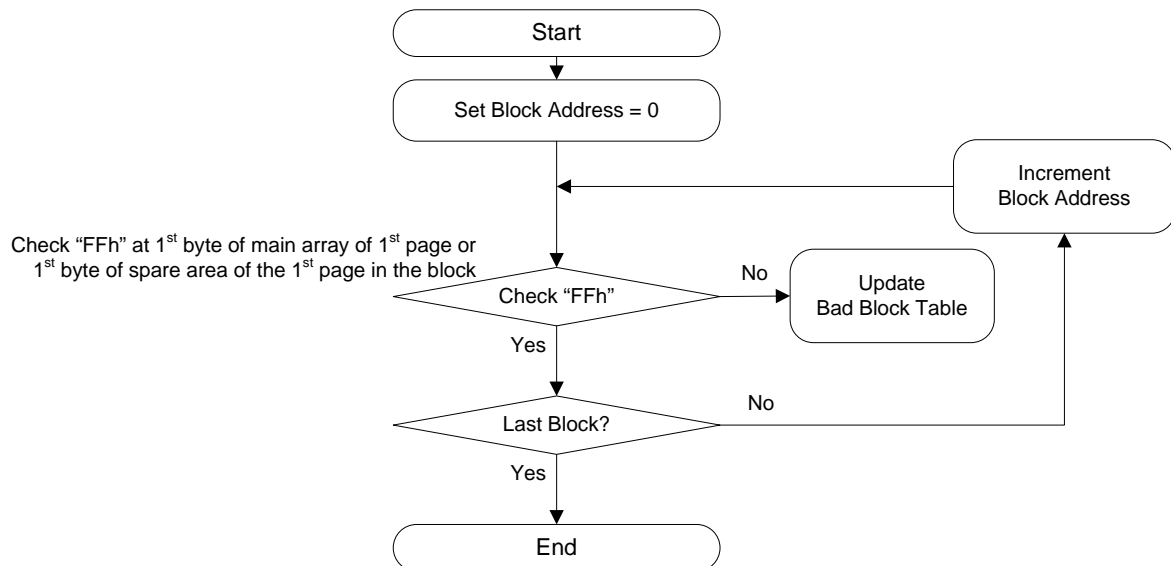 Start
Set Block Address = 0
Increment
Block Address
Check “FFh” at 1st byte of main array of 1st page or
1st byte of spare area of the 1st page in the block
Check “FFh”
No
Update
Bad Block Table
Yes
Last Block?
No
Yes
End